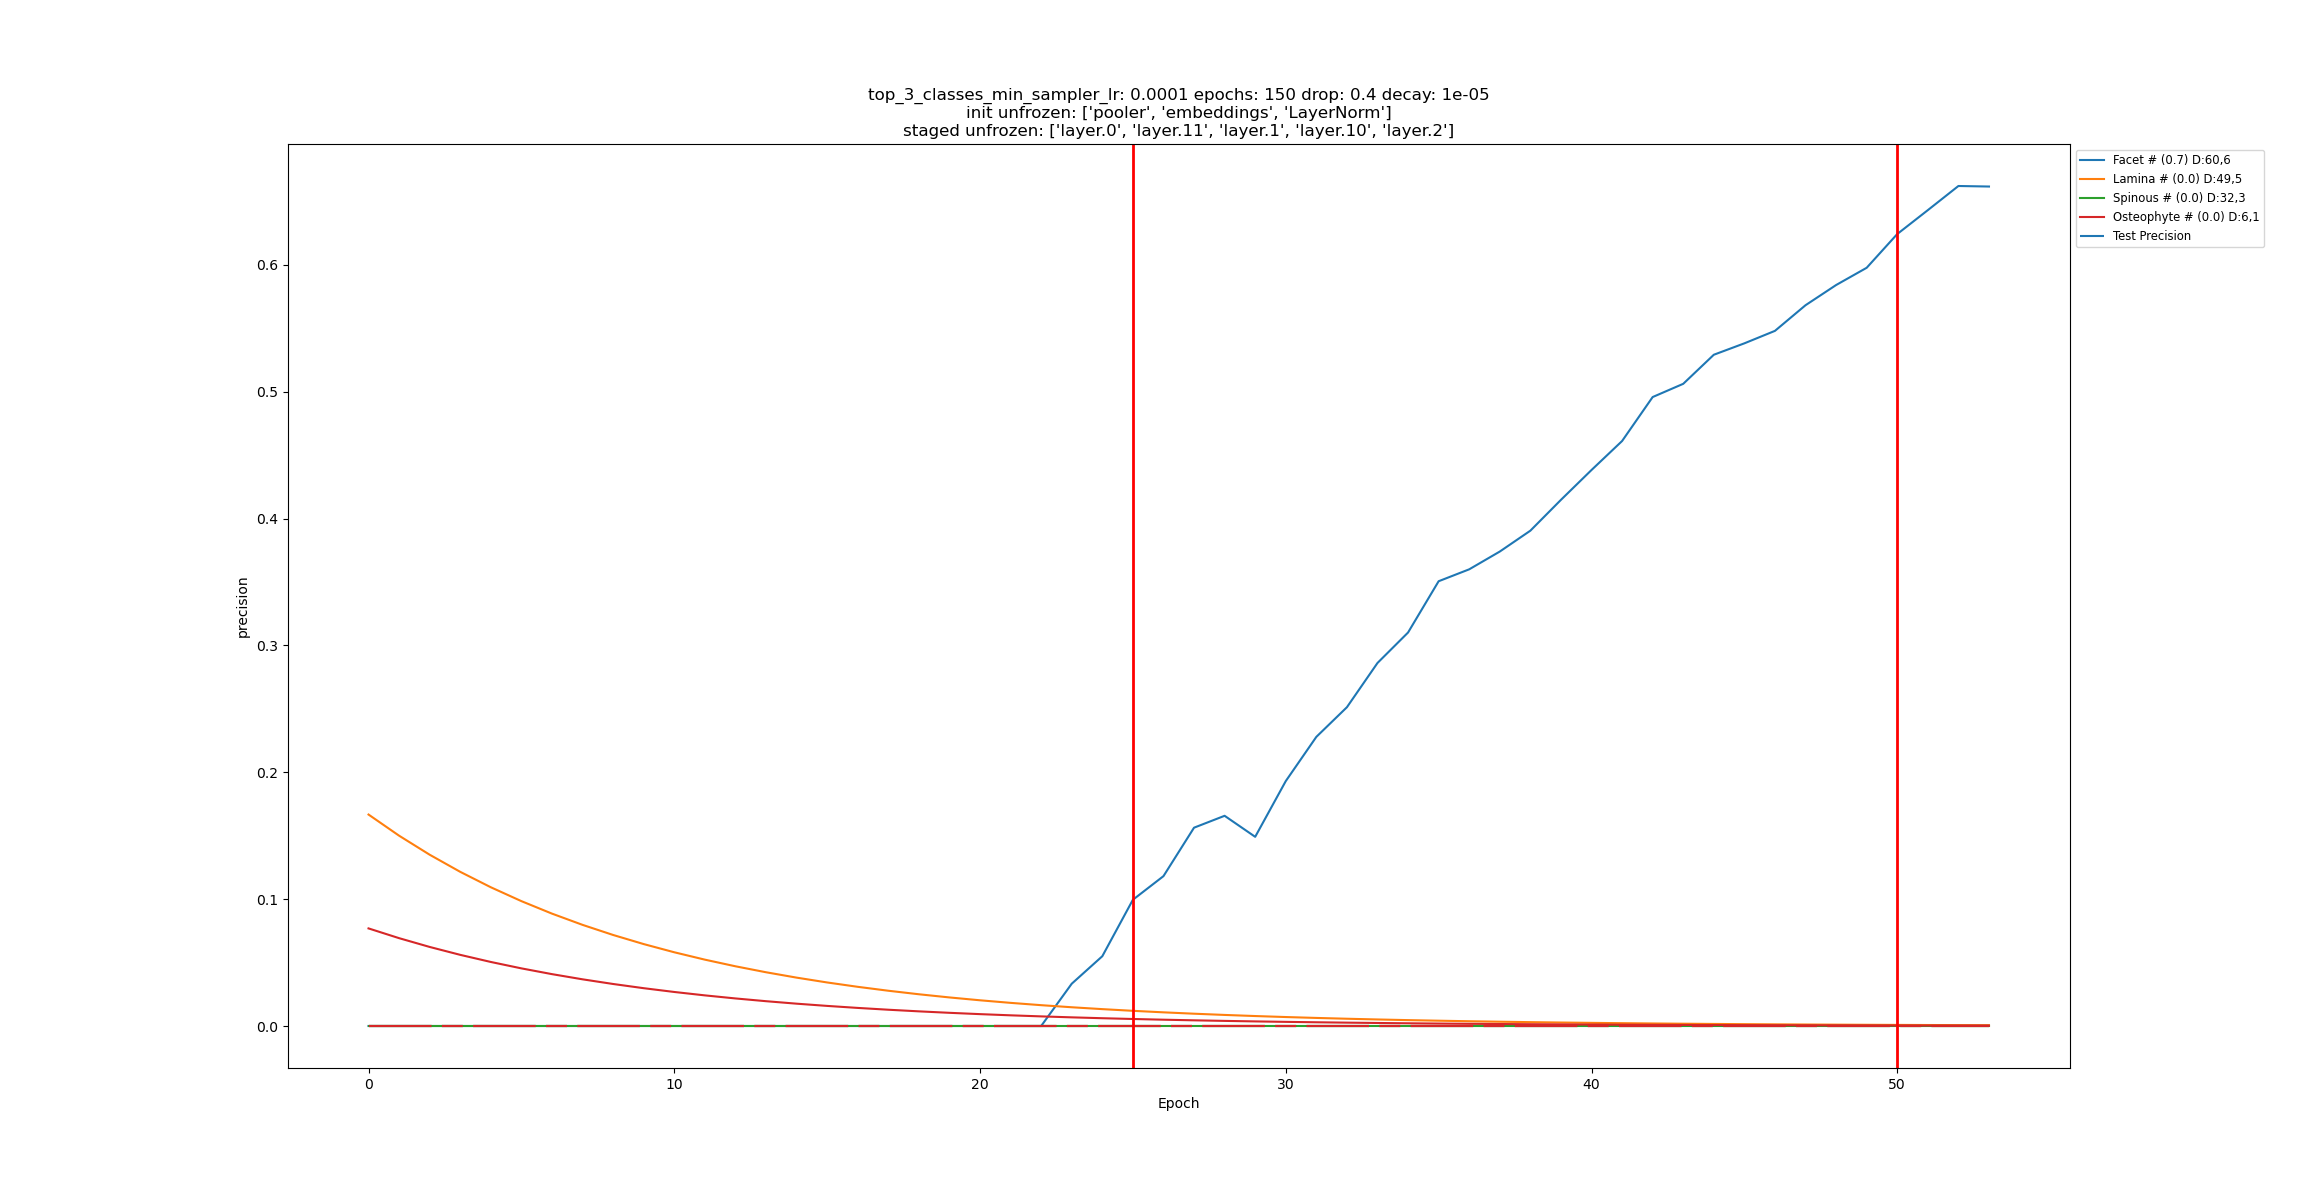 top_3_classes_min_sampler_lr: 0.0001 epochs: 150 drop: 0.4 decay: 1e-05
init unfrozen: ['pooler', 'embeddings', 'LayerNorm']
staged unfrozen: ['layer.0', 'layer.11', 'layer.1', 'layer.10', 'layer.2']
Facet # (0.7) D:60,6
Lamina # (0.0) D:49,5
Spinous # (0.0) D:32,3
Osteophyte # (0.0) D:6,1
Test Precision
precision
0.6
0.5
0.4
0.3
0.2
0.1
0.0
0 10 20 30 40 50
Epoch